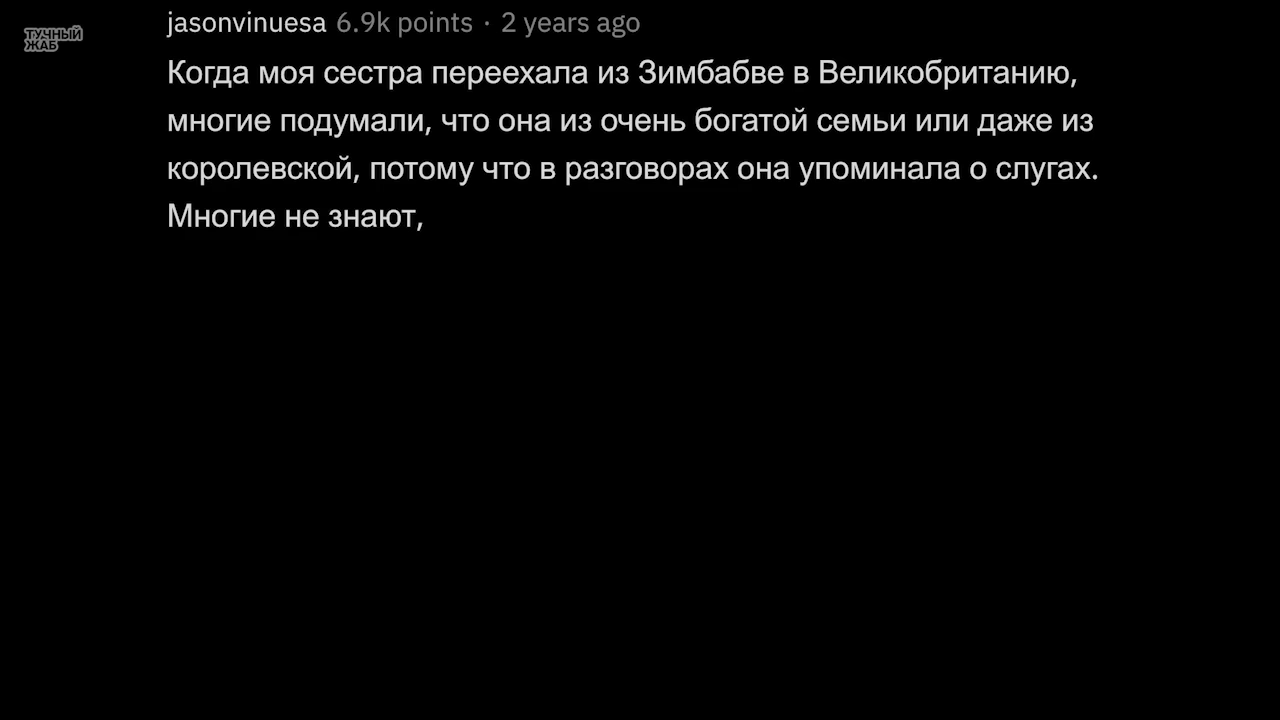 ТУЧНЫЙ
ЖАБ
jasonvinuesa 6.9k points · 2 years ago
Когда моя сестра переехала из Зимбабве в Великобританию,
многие подумали, что она из очень богатой семьи или даже из
королевской, потому что в разговорах она упоминала о слугах.
Многие не знают,